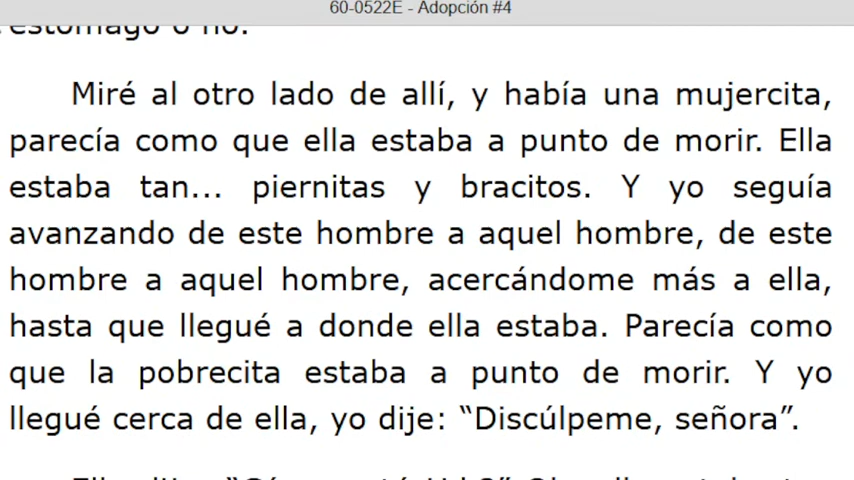 60-0522E - Adopción #4
estómago o no.
Miré al otro lado de allí, y había una mujercita,
parecía como que ella estaba a punto de morir. Ella
estaba tan... piernitas y bracitos. Y yo seguía
avanzando de este hombre a aquel hombre, de este
hombre a aquel hombre, acercándome más a ella,
hasta que llegué a donde ella estaba. Parecía como
que la pobrecita estaba a punto de morir. Y yo
llegué cerca de ella, yo dije: “Discúlpeme, señora”.